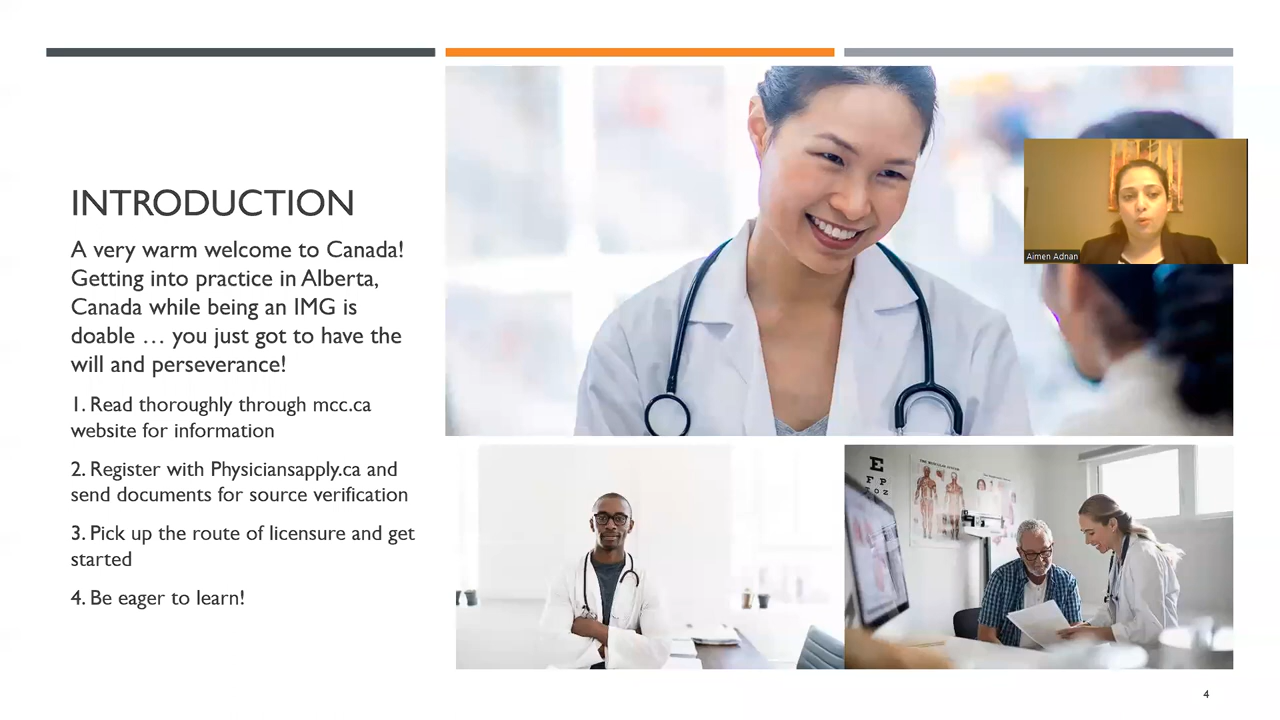 INTRODUCTION
A very warm welcome to Canada!
Getting into practice in Alberta,
Canada while being an IMG is
doable … you just got to have the
will and perseverance!
1. Read thoroughly through mcc.ca
website for information
2. Register with Physiciansapply.ca and
send documents for source verification
3. Pick up the route of licensure and get
started
4. Be eager to learn!
Aimen Adnan
E
F P
TOZ
4